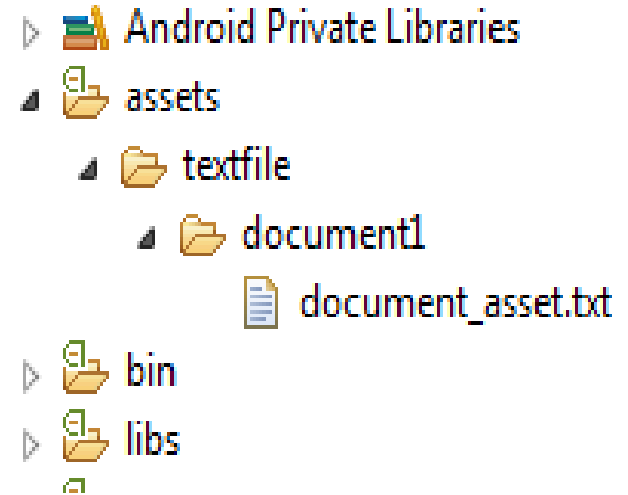 Android Private Libraries
assets
textfile
document1
document_asset.txt
bin
libs